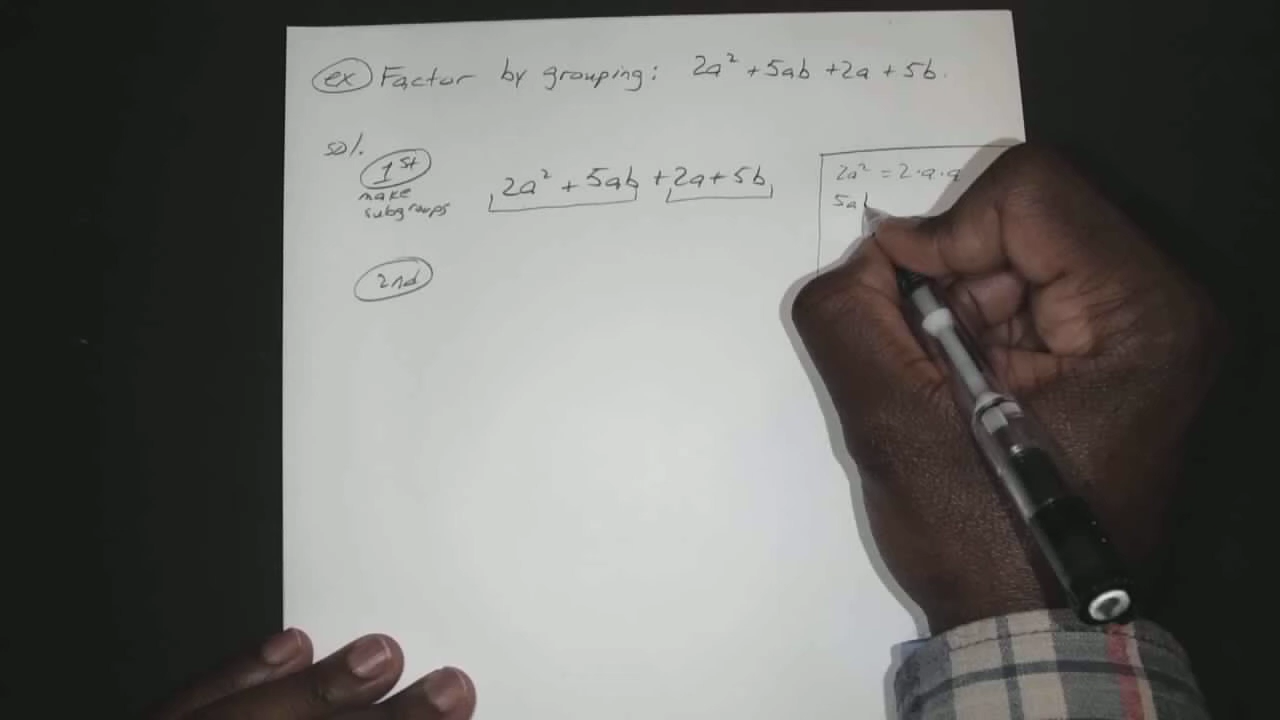 ex Factor by grouping: 2a² + 5ab + 2a + 5b.
sol.
1st
make
subgroups
2a² + 5ab + 2a + 5b
2nd
2a² = 2·a·a
5ab